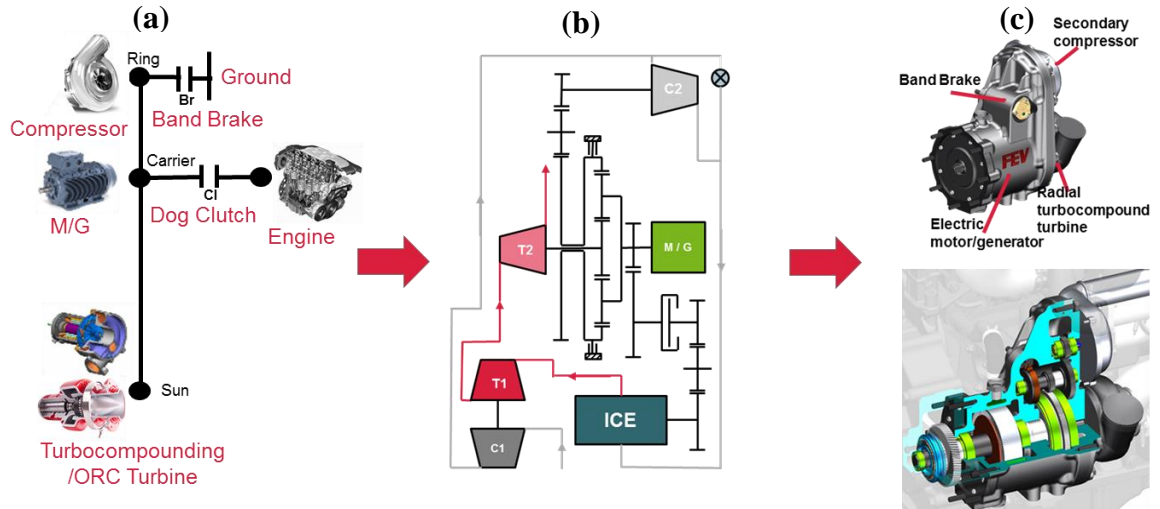 (a)
Ring
Ground
Br
Compressor
Band Brake
Carrier
Cl
M/G
Dog Clutch
Engine
Sun
Turbocompounding
/ORC Turbine
(b)
C2
T2
M / G
T1
ICE
C1
(c)
Secondary
compressor
Band Brake
FEV
Radial
turbocompound
turbine
Electric
motor/generator